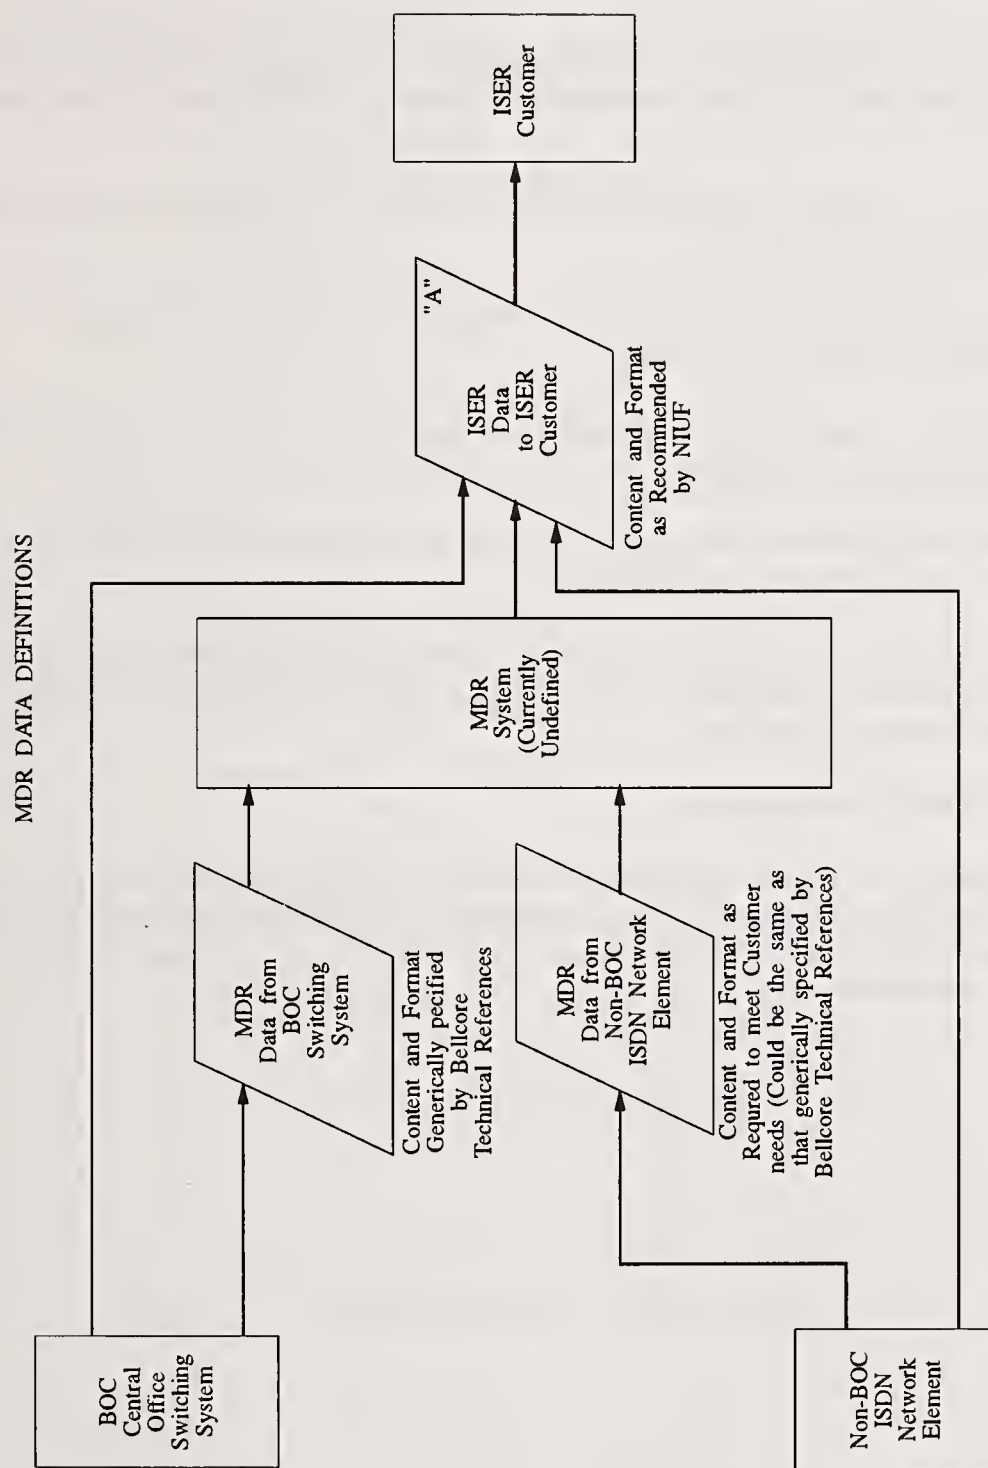 MDR DATA DEFINITIONS
BOC
Central
Office
Switching
System
MDR
Data from
BOC
Switching
System
Content and Format
Generically pecified
by Bellcore
Technical References
Non-BOC
ISDN
Network
Element
MDR
Data from
Non-BOC
ISDN Network
Element
Content and Format as
Requred to meet Customer
needs (Could be the same as
that generically specified by
Bellcore Technical References)
MDR
System
(Currently
Undefined)
"A"
ISER
Data
to ISER
Customer
Content and Format
as Recommended
by NIUF
ISER
Customer